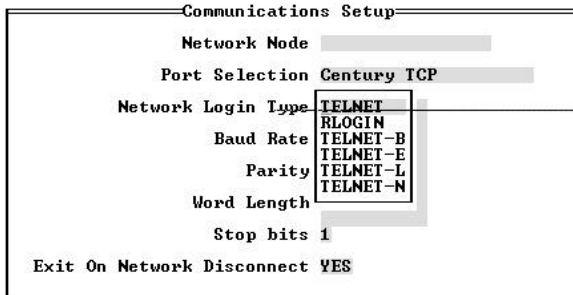 Communications Setup
Network Node
Port Selection Century TCP
Network Login Type TELNET
RLOGIN
Baud Rate TELNET-B
TELNET-E
Parity TELNET-L
TELNET-N
Word Length
Stop bits 1
Exit On Network Disconnect YES